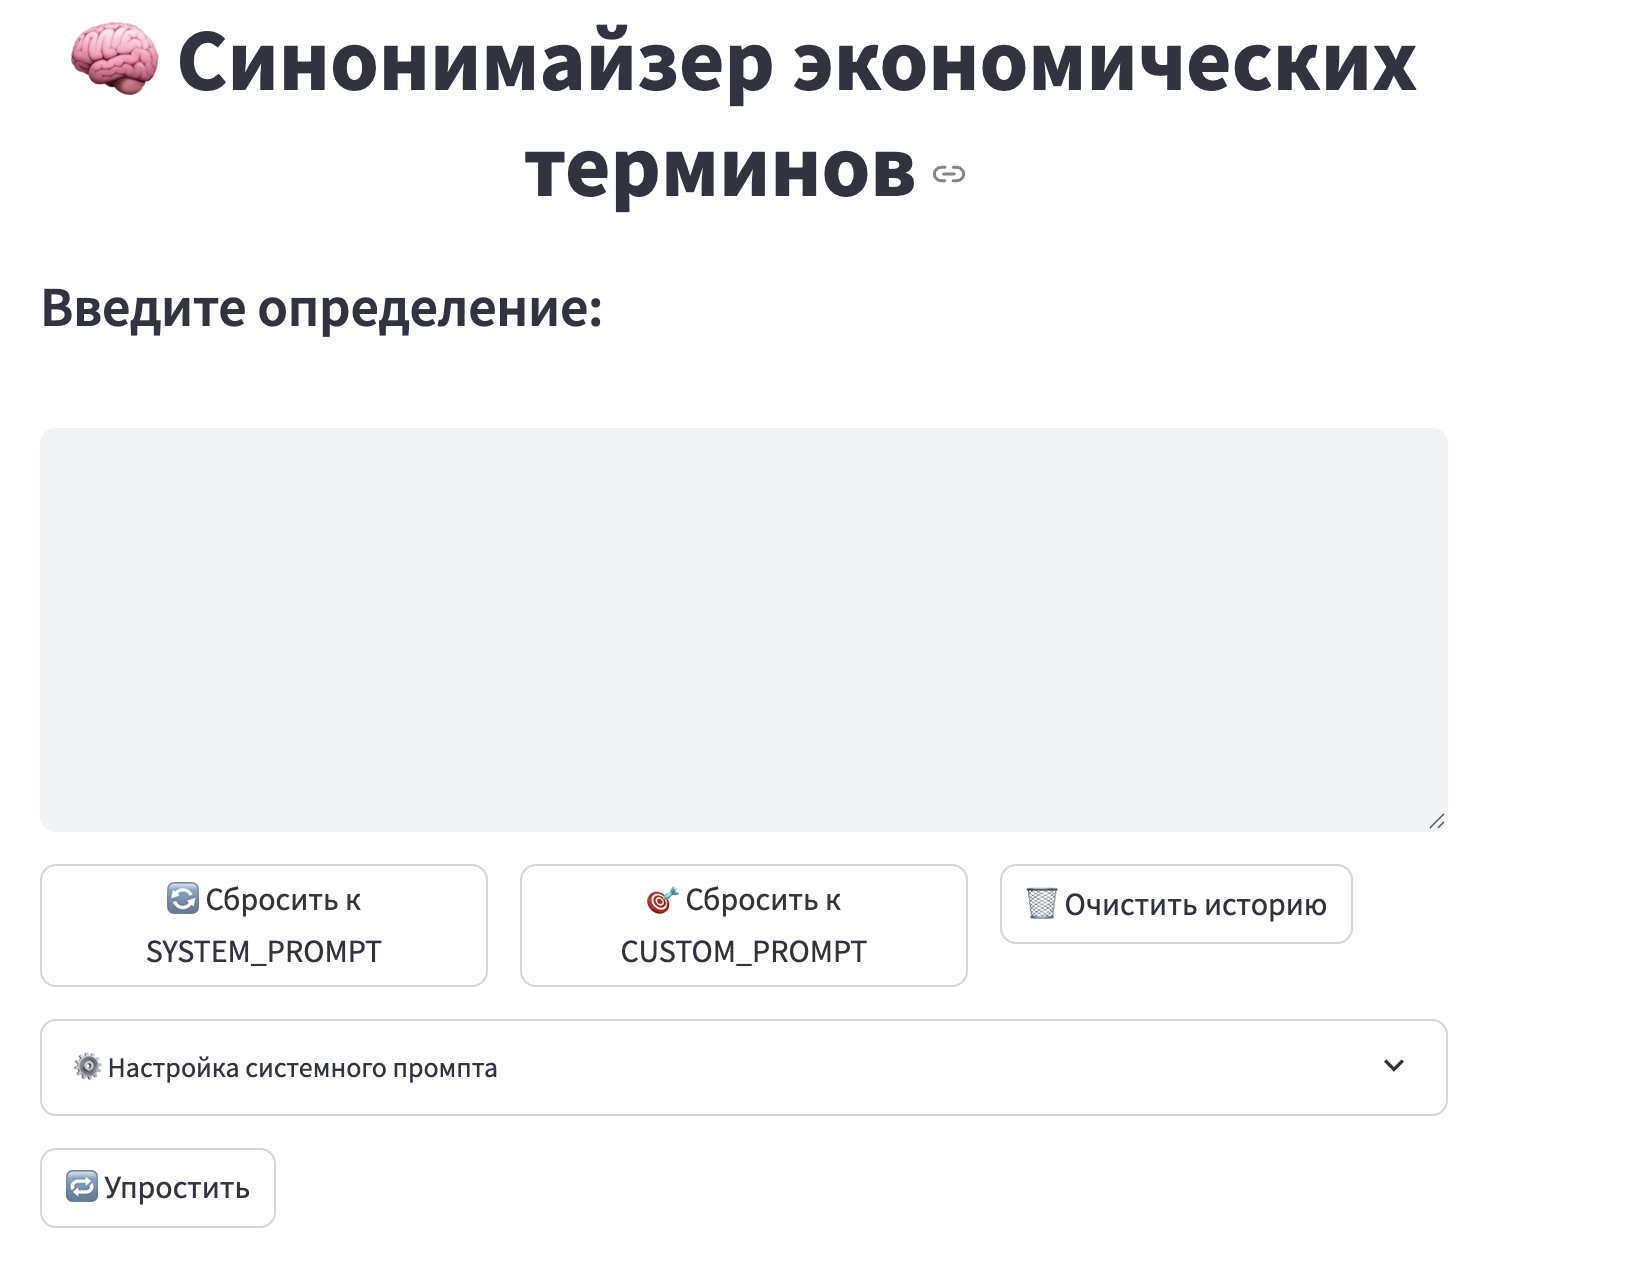 🧠 Синонимайзер экономических
терминов
Введите определение:
🔄 Сбросить к
SYSTEM_PROMPT
🎯 Сбросить к
CUSTOM_PROMPT
🗑️ Очистить историю
⚙️ Настройка системного промпта
🔁 Упростить